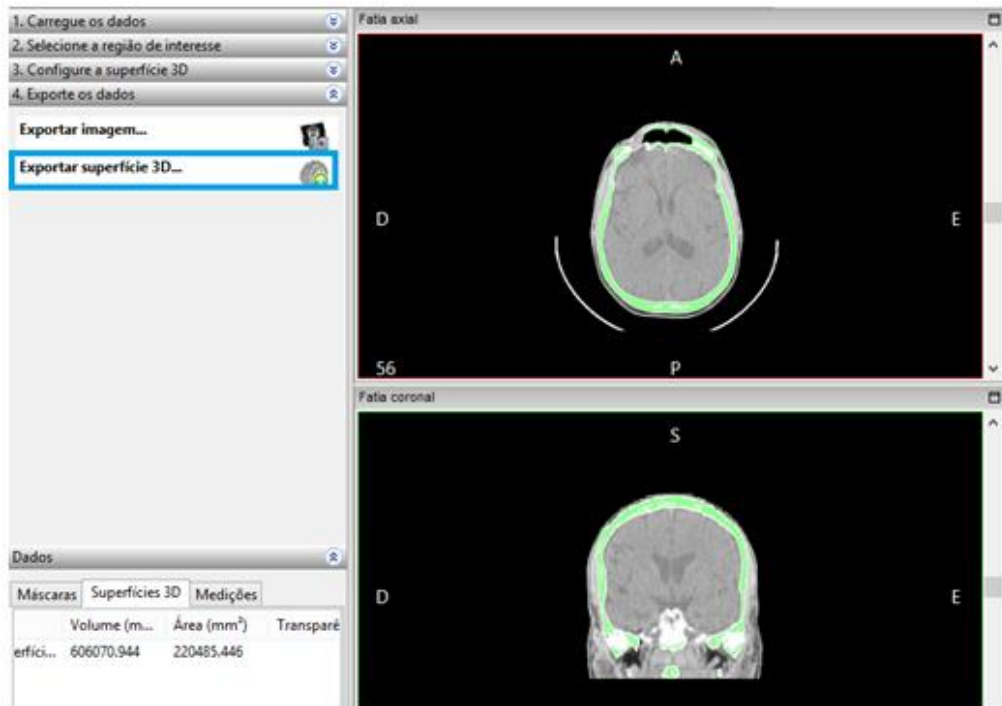 1. Carregue os dados
2. Selecione a região de interesse
3. Configure a superfície 3D
4. Exporte os dados
Exportar imagem...
Exportar superfície 3D...
Dados
Máscaras Superfícies 3D Medições
Volume (m... Área (mm²) Transparê
erfíci... 606070.944 220485.446
Fatia axial
A
D E
56 P
Fatia coronal
S
D E